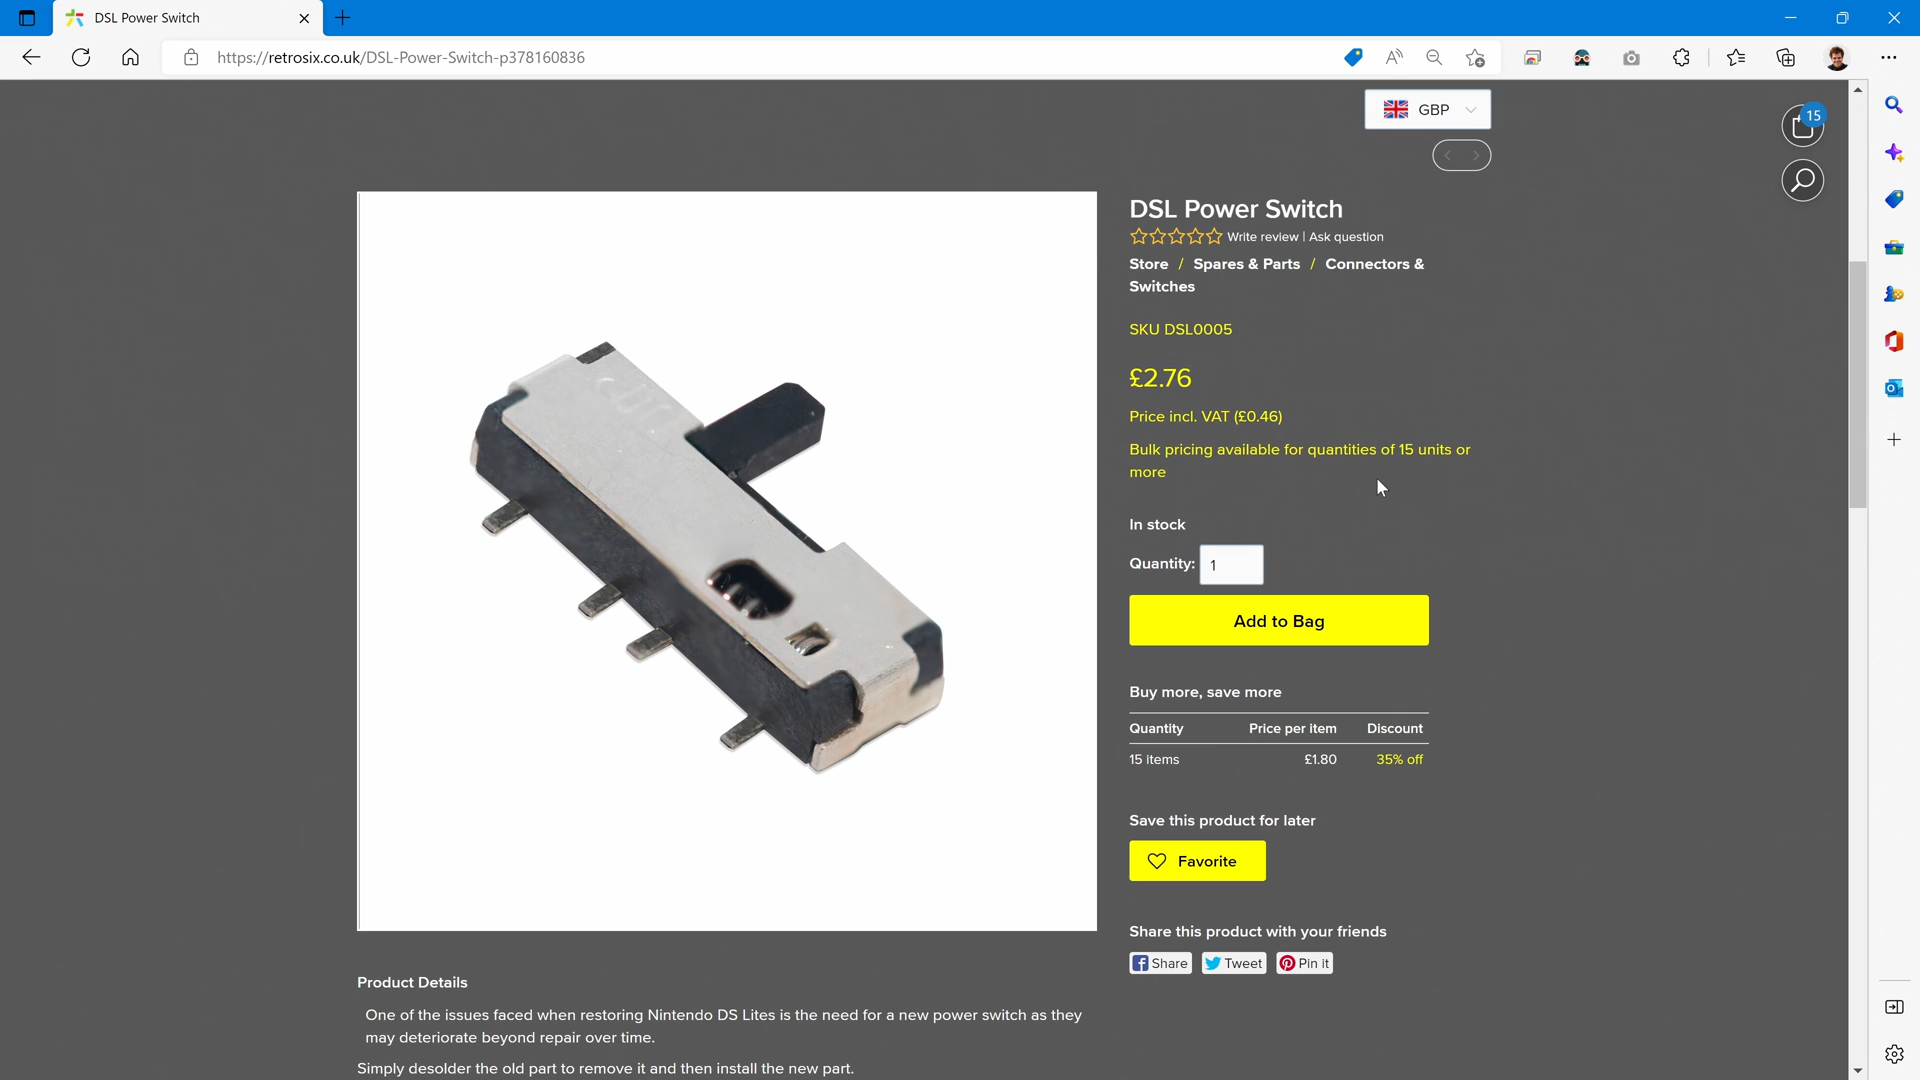 DSL Power Switch
https://retrosix.co.uk/DSL-Power-Switch-p378160836
GBP
15
DSL Power Switch
Write review | Ask question
Store / Spares & Parts / Connectors &
Switches
SKU DSL0005
£2.76
Price incl. VAT (£0.46)
Bulk pricing available for quantities of 15 units or
more
In stock
Quantity: 1
Add to Bag
Buy more, save more
Quantity Price per item Discount
15 items £1.80 35% off
Save this product for later
Favorite
Share this product with your friends
Share Tweet Pin it
Product Details
One of the issues faced when restoring Nintendo DS Lites is the need for a new power switch as they
may deteriorate beyond repair over time.
Simply desolder the old part to remove it and then install the new part.